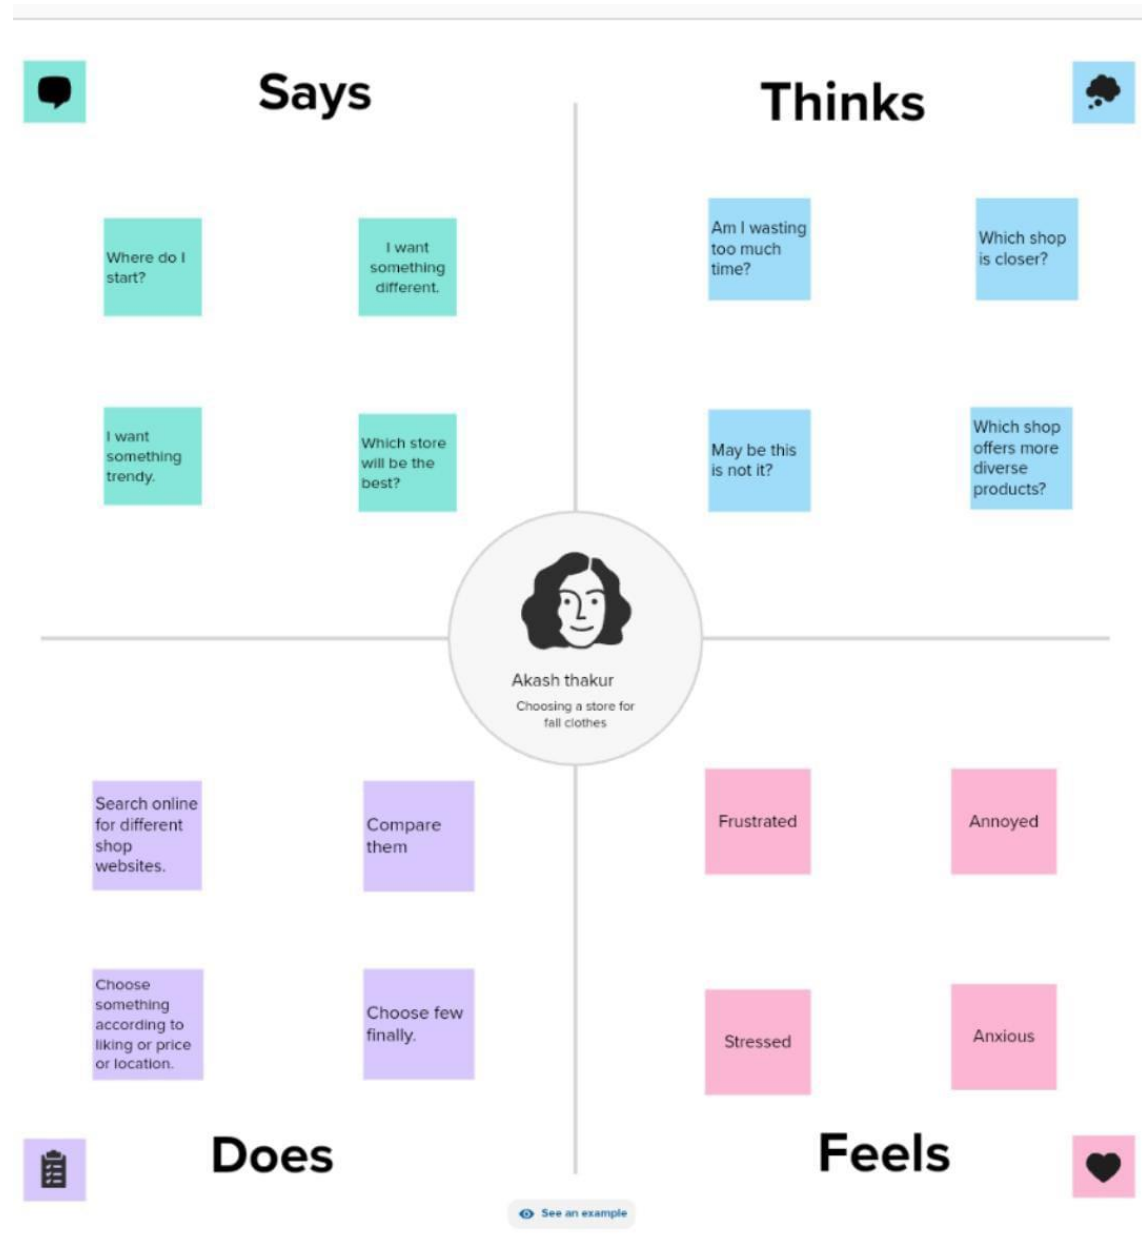 Says
Where do I
start?
I want
something
different.
I want
something
trendy.
Which store
will be the
best?
Thinks
Am I wasting
too much
time?
Which shop
is closer?
May be this
is not it?
Which shop
offers more
diverse
products?
Akash thakur
Choosing a store for
fall clothes
Search online
for different
shop
websites.
Compare
them
Choose
something
according to
liking or price
or location.
Choose few
finally.
Does
Frustrated
Annoyed
Stressed
Anxious
Feels
See an example